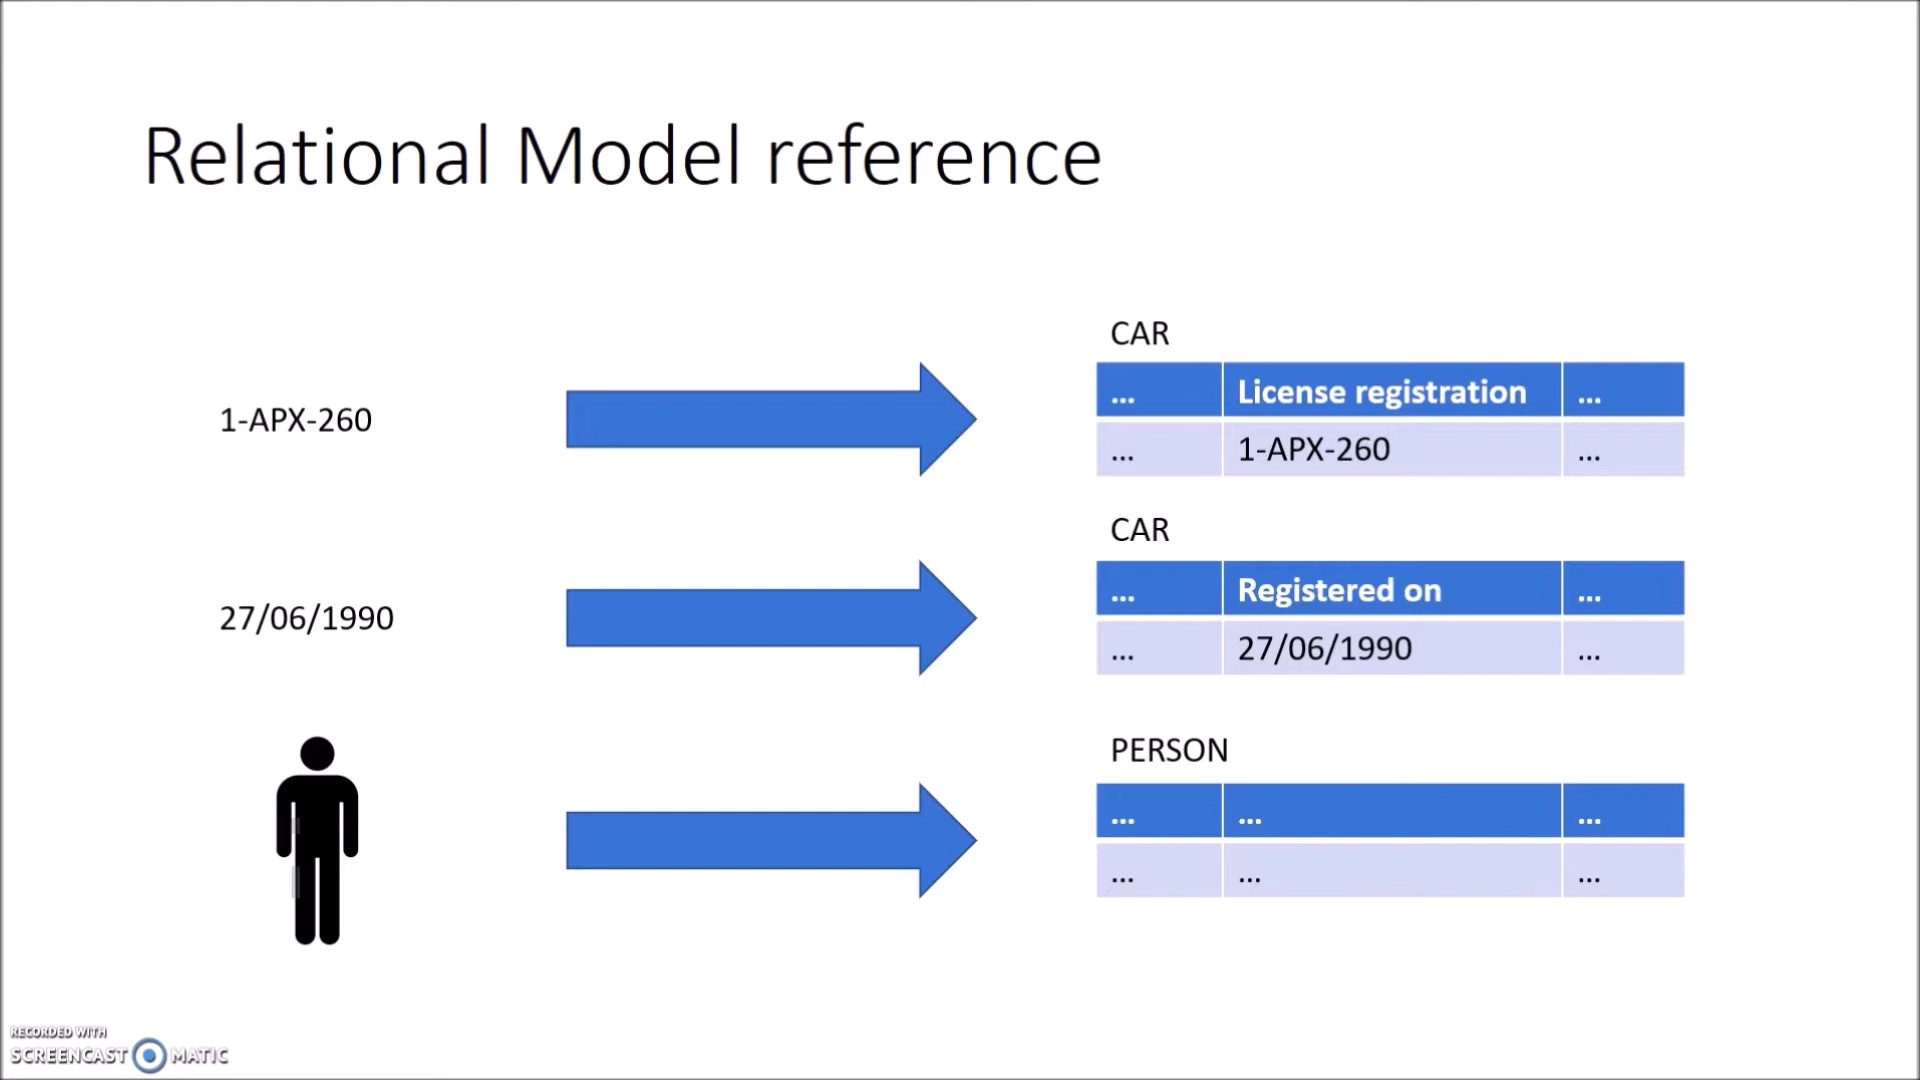 Relational Model reference
1-APX-260
CAR
... License registration ...
... 1-APX-260 ...
27/06/1990
CAR
... Registered on ...
... 27/06/1990 ...
PERSON
... ... ...
... ... ...
RECORDED WITH
SCREENCAST MATIC